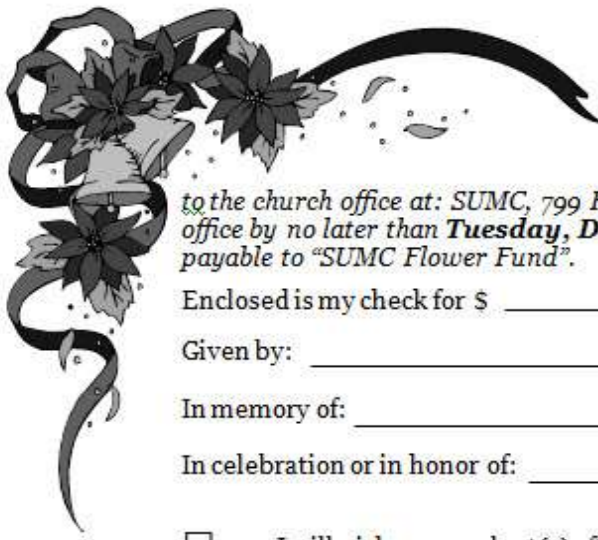 to the church office at: SUMC, 799
office by no later than Tuesday, D
payable to “SUMC Flower Fund”.
Enclosed is my check for $
Given by:
In memory of:
In celebration or in honor of: